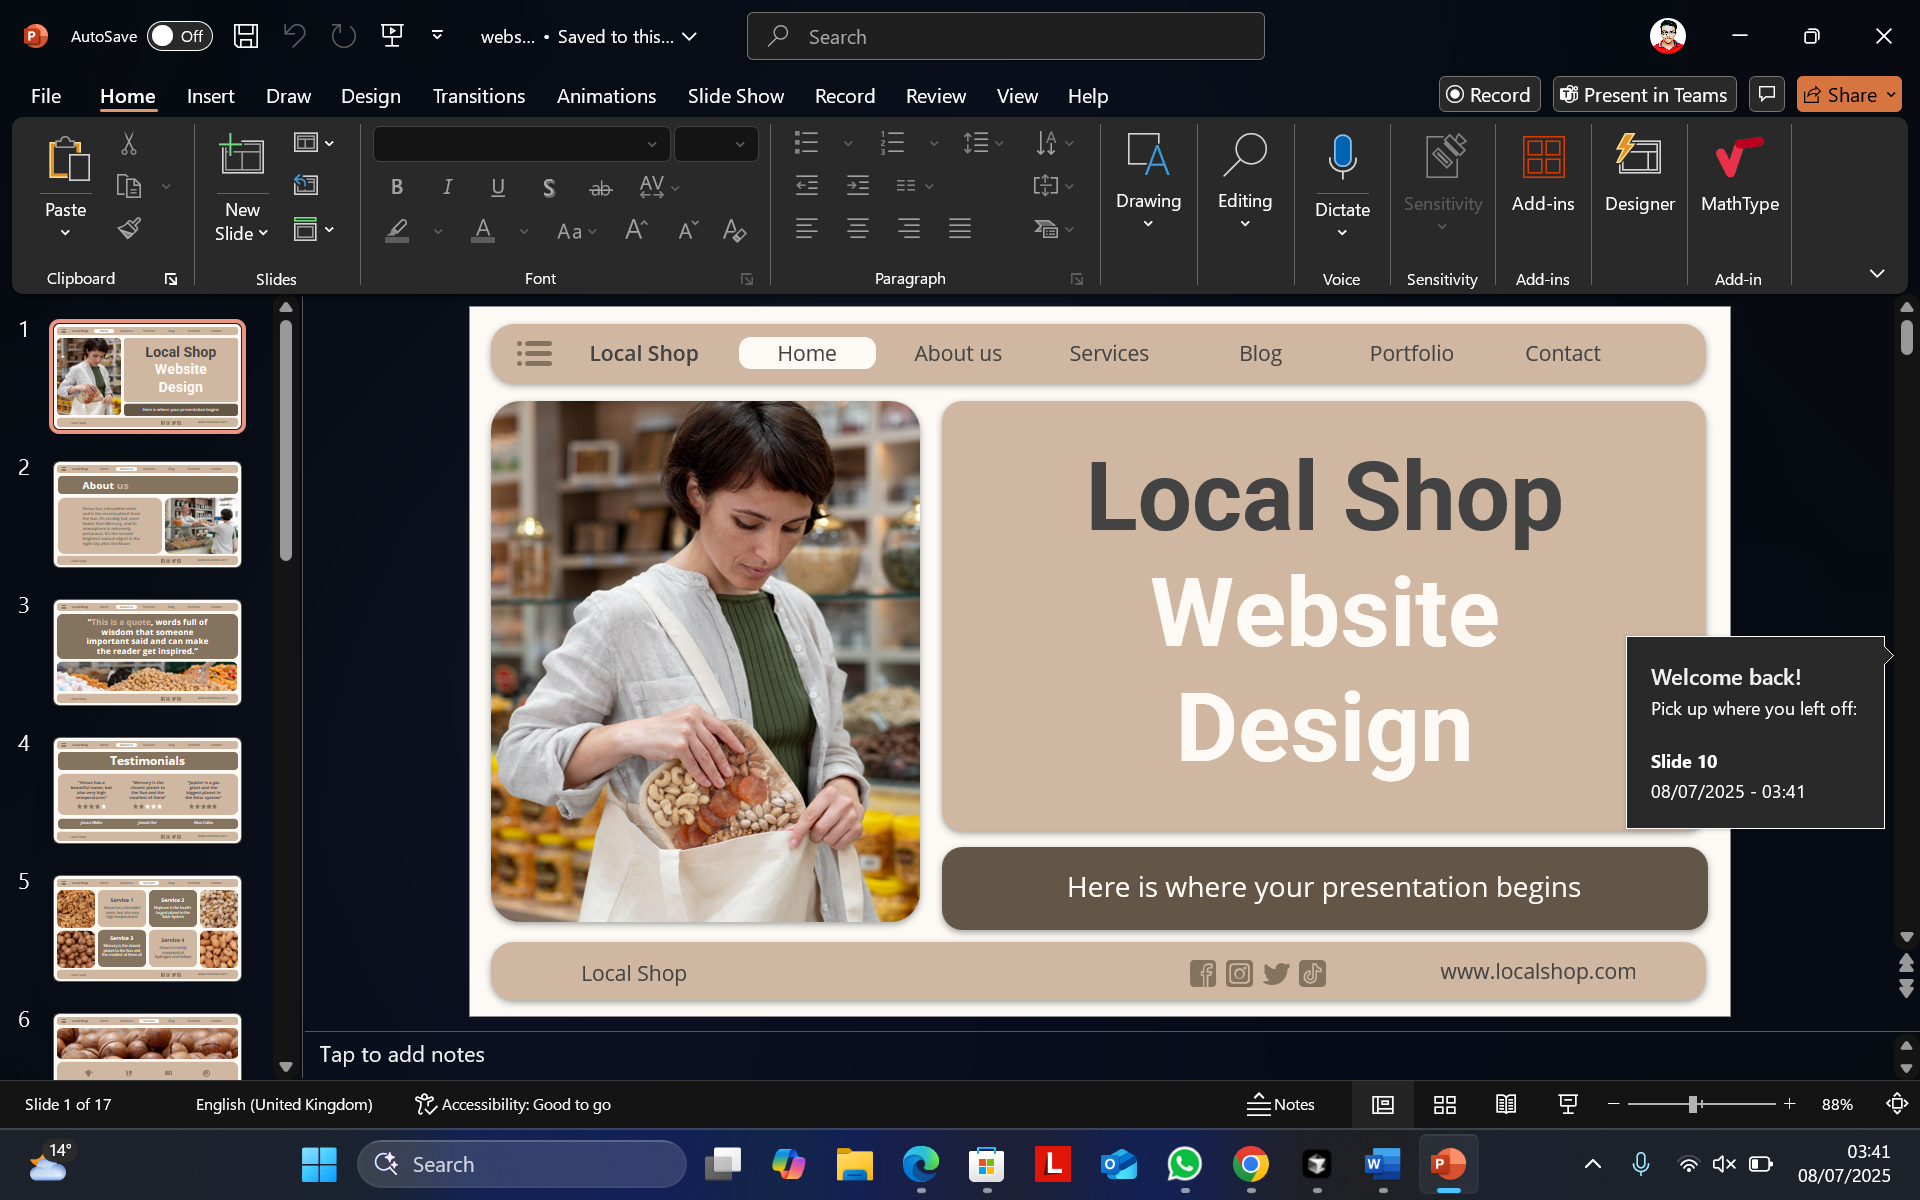 AutoSave Off webs... • Saved to this... Search
File Home Insert Draw Design Transitions Animations Slide Show Record Review View Help Record Present in Teams Share
Paste New Slide Drawing Editing Dictate Sensitivity Add-ins Designer MathType
Clipboard Slides Font Paragraph Voice Sensitivity Add-ins Add-in
1
Local Shop
Website
Design
Here is where your presentation begins
2
About us
3
"This is a quote, words full of
wisdom that someone
important said and can make
the reader get inspired."
4
Testimonials
5
Service 1 Service 2
Service 3 Service 4
6
Local Shop Home About us Services Blog Portfolio Contact
Local Shop
Website
Design
Here is where your presentation begins
Local Shop www.localshop.com
Welcome back!
Pick up where you left off:
Slide 10
08/07/2025 - 03:41
Tap to add notes
Slide 1 of 17 English (United Kingdom) Accessibility: Good to go Notes 88%
14° Search 03:41
08/07/2025